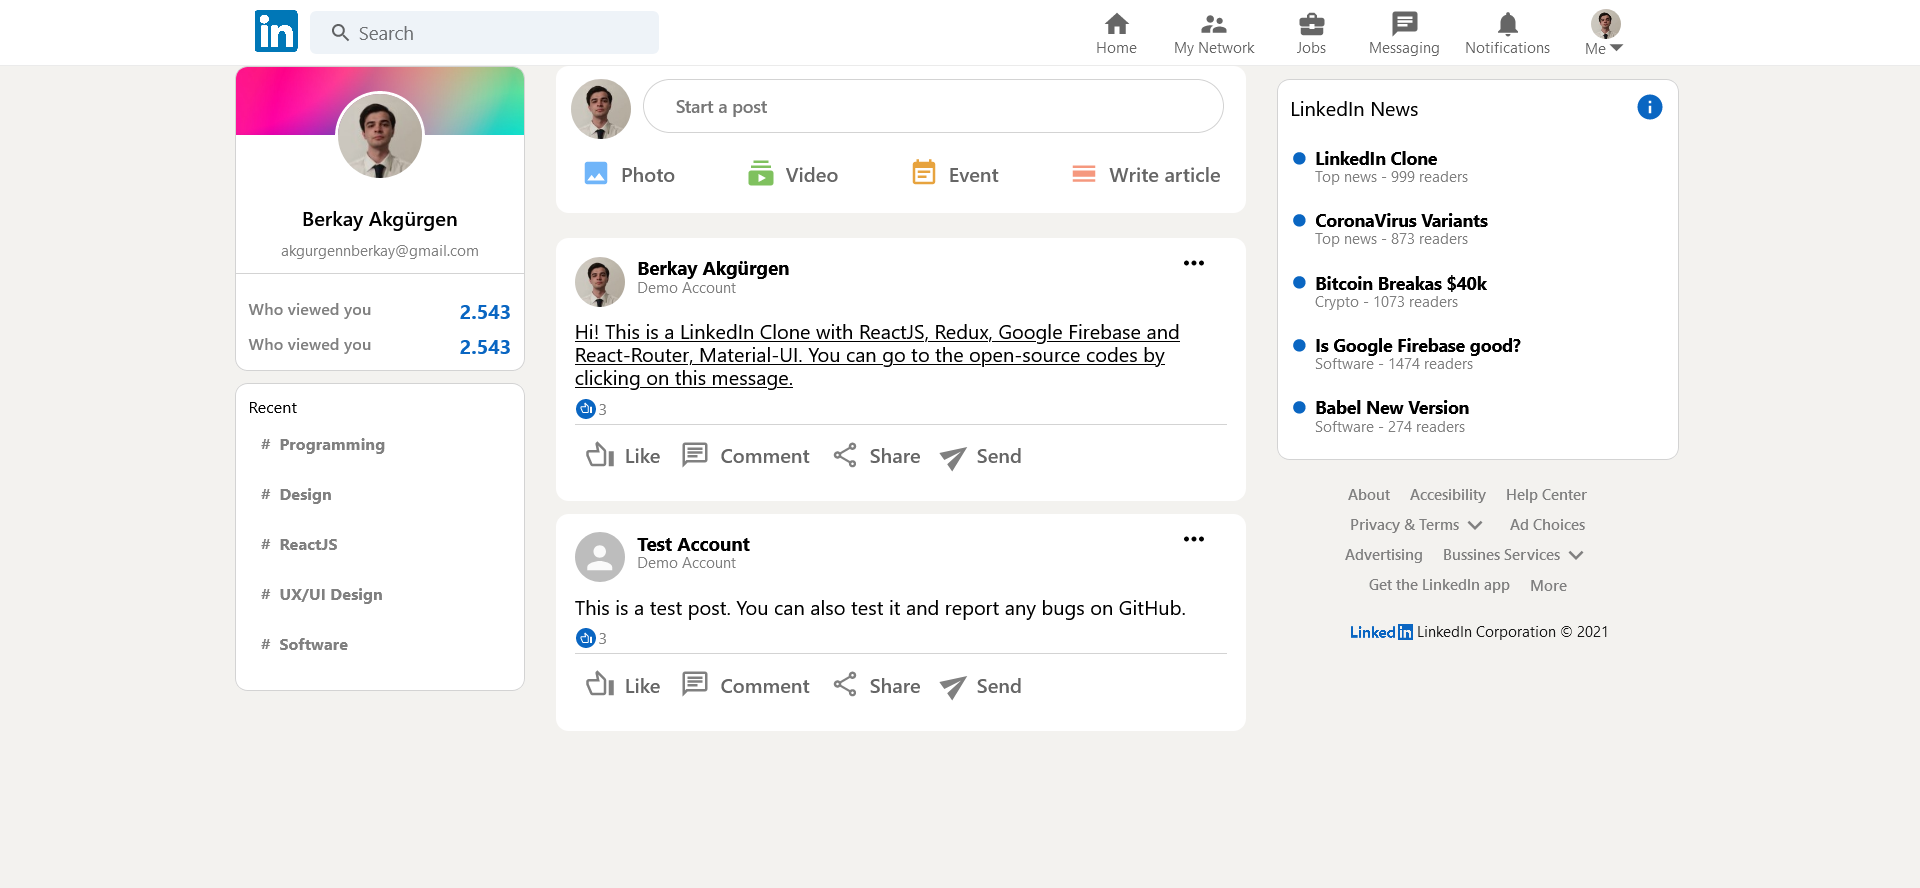 in
Search
Home
My Network
Jobs
Messaging
Notifications
Me
Berkay Akgürgen
akgurgennberkay@gmail.com
Who viewed you 2.543
Who viewed you 2.543
Recent
# Programming
# Design
# ReactJS
# UX/UI Design
# Software
Start a post
Photo
Video
Event
Write article
Berkay Akgürgen
Demo Account
Hi! This is a LinkedIn Clone with ReactJS, Redux, Google Firebase and
React-Router, Material-UI. You can go to the open-source codes by
clicking on this message.
3
Like
Comment
Share
Send
Test Account
Demo Account
This is a test post. You can also test it and report any bugs on GitHub.
3
Like
Comment
Share
Send
LinkedIn News
LinkedIn Clone
Top news - 999 readers
CoronaVirus Variants
Top news - 873 readers
Bitcoin Breakas $40k
Crypto - 1073 readers
Is Google Firebase good?
Software - 1474 readers
Babel New Version
Software - 274 readers
About Accesibility Help Center
Privacy & Terms Ad Choices
Advertising Bussines Services
Get the LinkedIn app More
Linkedin LinkedIn Corporation © 2021